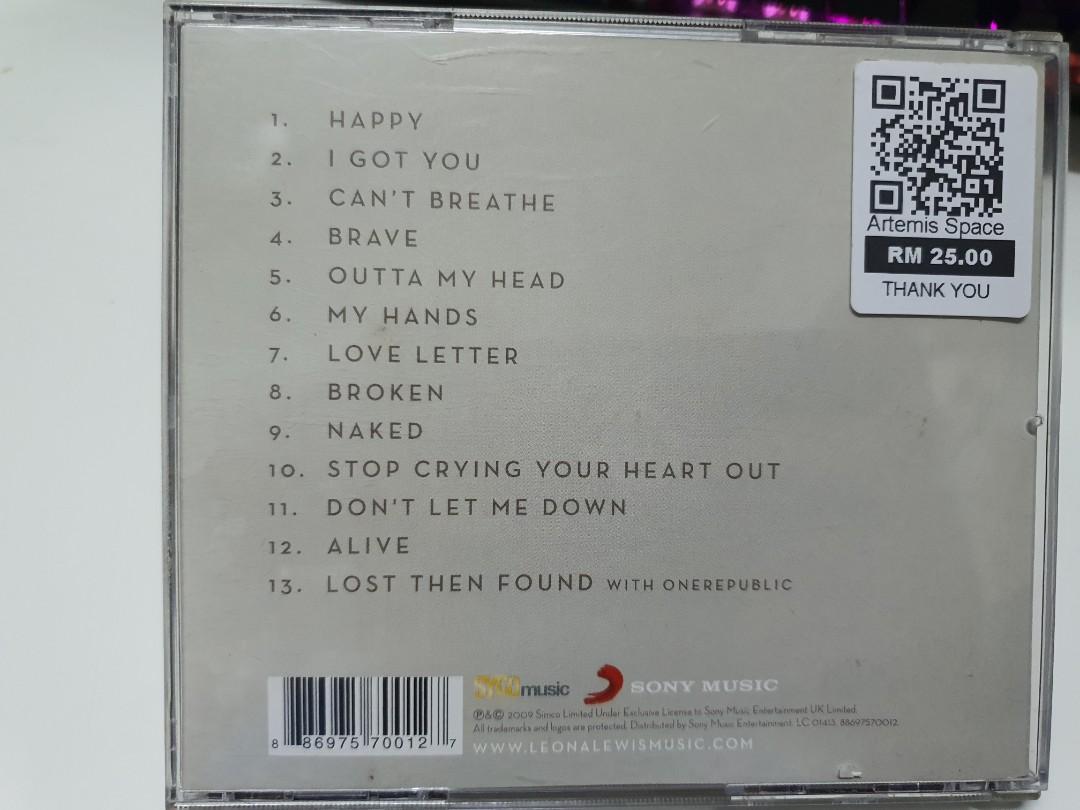 1. HAPPY
2. I GOT YOU
3. CAN'T BREATHE
4. BRAVE
5. OUTTA MY HEAD
6. MY HANDS
7. LOVE LETTER
8. BROKEN
9. NAKED
10. STOP CRYING YOUR HEART OUT
11. DON'T LET ME DOWN
12. ALIVE
13. LOST THEN FOUND WITH ONEREPUBLIC
Artemis Space
RM 25.00
THANK YOU
8 86975 70012 7
SYCOmusic
SONY MUSIC
℗&© 2009 Simco Limited Under Exclusive License to Sony Music Entertainment UK Limited.
All trademarks and logos are protected. Distributed by Sony Music Entertainment. LC 01413. 88697570012
WWW.LEONALEWISMUSIC.COM